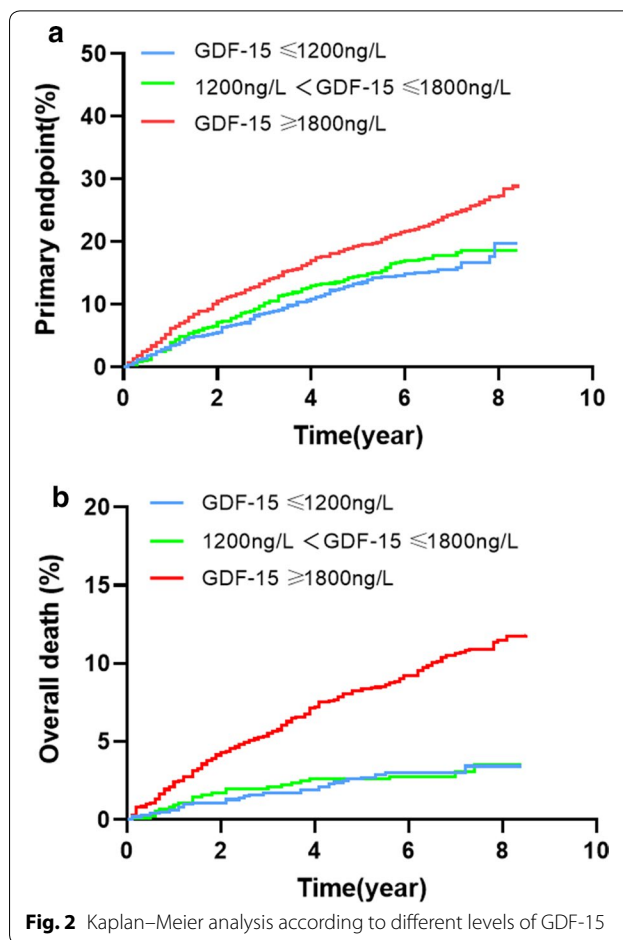 a
GDF-15 ⩽1200ng/L
1200ng/L ＜GDF-15 ⩽1800ng/L
GDF-15 ⩾1800ng/L
50
40
30
20
10
0
Primary endpoint(%)
0 2 4 6 8 10
Time(year)
b
GDF-15 ⩽1200ng/L
1200ng/L ＜GDF-15 ⩽1800ng/L
GDF-15 ⩾1800ng/L
20
15
10
5
0
Overall death (%)
0 2 4 6 8 10
Time(year)
Fig. 2 Kaplan–Meier analysis according to different levels of GDF-15